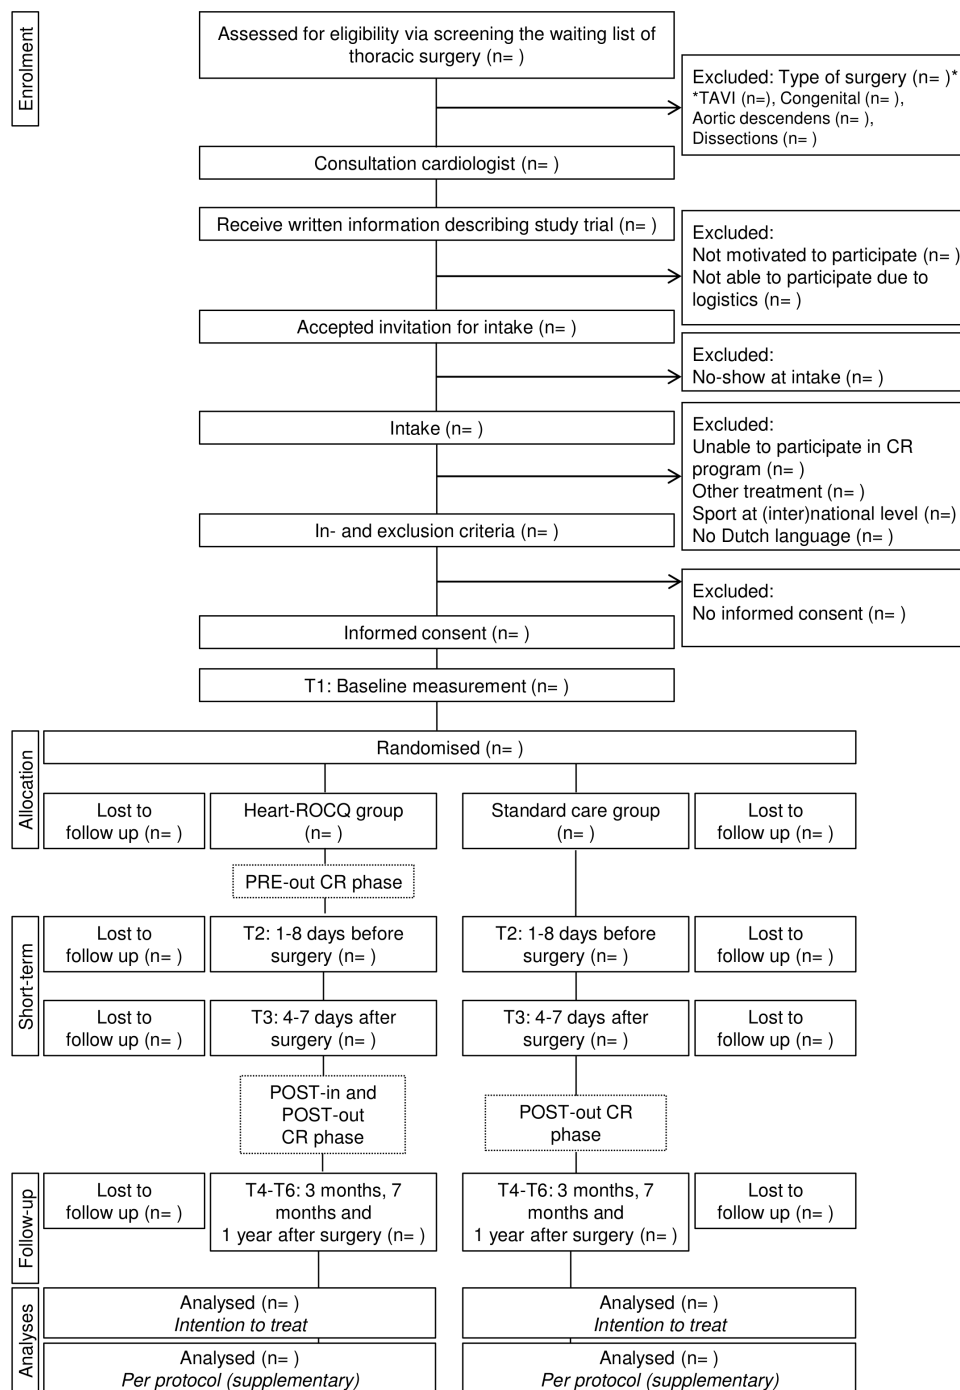 Enrolment
Assessed for eligibility via screening the waiting list of
thoracic surgery (n= )
Excluded: Type of surgery (n= )*
*TAVI (n=), Congenital (n= ),
Aortic descendens (n= ),
Dissections (n= )
Consultation cardiologist (n= )
Receive written information describing study trial (n= )
Excluded:
Not motivated to participate (n= )
Not able to participate due to
logistics (n= )
Accepted invitation for intake (n= )
Excluded:
No-show at intake (n= )
Intake (n= )
Excluded:
Unable to participate in CR
program (n= )
Other treatment (n= )
Sport at (inter)national level (n=)
No Dutch language (n= )
In- and exclusion criteria (n= )
Excluded:
No informed consent (n= )
Informed consent (n= )
T1: Baseline measurement (n= )
Allocation
Randomised (n= )
Lost to
follow up (n= )
Heart-ROCQ group
(n= )
Standard care group
(n= )
Lost to
follow up (n= )
PRE-out CR phase
Short-term
Lost to
follow up (n= )
T2: 1-8 days before
surgery (n= )
T2: 1-8 days before
surgery (n= )
Lost to
follow up (n= )
Lost to
follow up (n= )
T3: 4-7 days after
surgery (n= )
T3: 4-7 days after
surgery (n= )
Lost to
follow up (n= )
POST-in and
POST-out
CR phase
POST-out CR
phase
Follow-up
Lost to
follow up (n= )
T4-T6: 3 months, 7
months and
1 year after surgery (n= )
T4-T6: 3 months, 7
months and
1 year after surgery (n= )
Lost to
follow up (n= )
Analyses
Analysed (n= )
Intention to treat
Analysed (n= )
Intention to treat
Analysed (n= )
Per protocol (supplementary)
Analysed (n= )
Per protocol (supplementary)